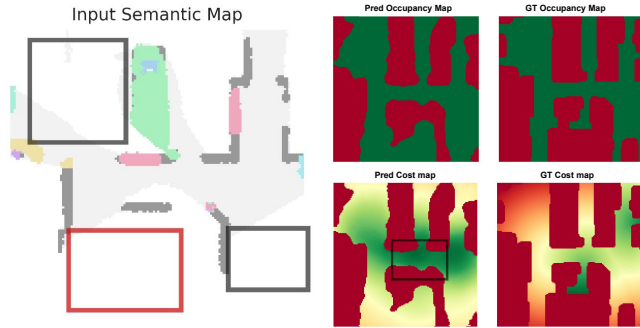 Input Semantic Map
Pred Occupancy Map
GT Occupancy Map
Pred Cost map
GT Cost map